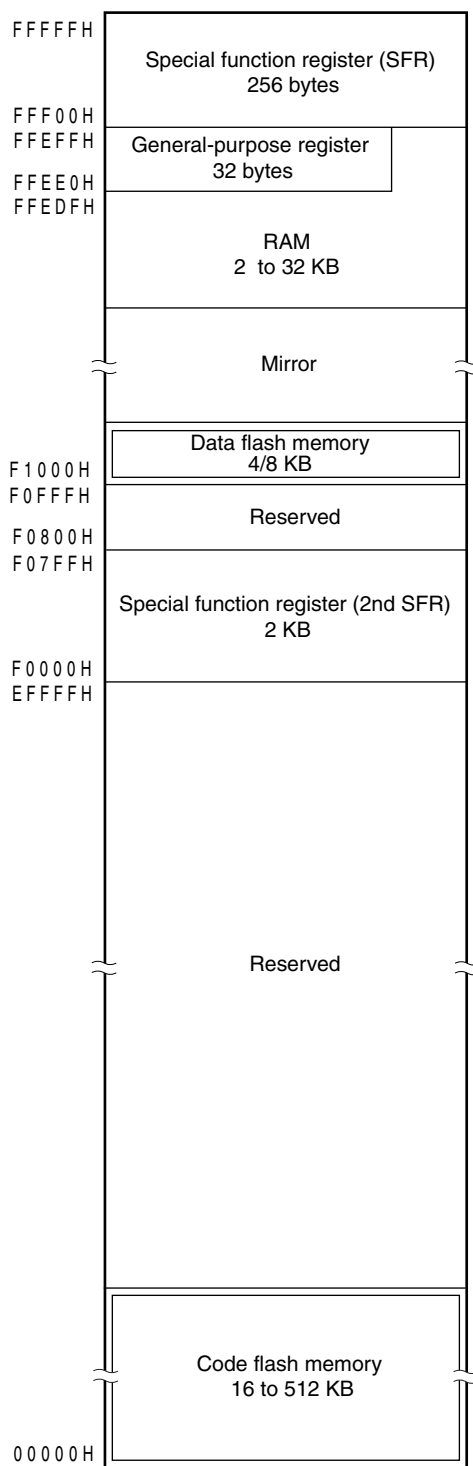 FFFFFH
Special function register (SFR)
256 bytes
FFF00H
FFEFFH
General-purpose register
32 bytes
FFEE0H
FFEDFH
RAM
2 to 32 KB
Mirror
Data flash memory
4/8 KB
F1000H
F0FFFH
Reserved
F0800H
F07FFH
Special function register (2nd SFR)
2 KB
F0000H
EFFFFH
Reserved
Code flash memory
16 to 512 KB
00000H